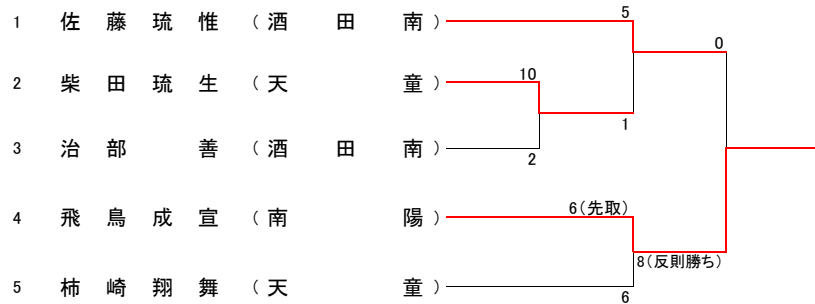 1 佐藤琉惟（酒田南） 5
0
2 柴田琉生（天童） 10
1
3 治部 善（酒田南） 2
4 飛鳥成宣（南陽） 6（先取）
8（反則勝ち）
5 柿崎翔舞（天童） 6